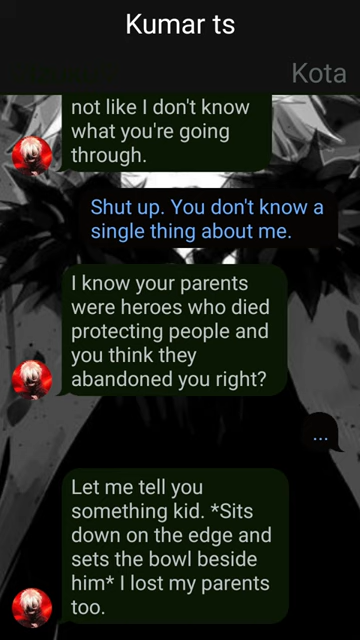 Kumar ts
Kota
not like I don't know
what you're going
through.
Shut up. You don't know a
single thing about me.
I know your parents
were heroes who died
protecting people and
you think they
abandoned you right?
...
Let me tell you
something kid. *Sits
down on the edge and
sets the bowl beside
him* I lost my parents
too.